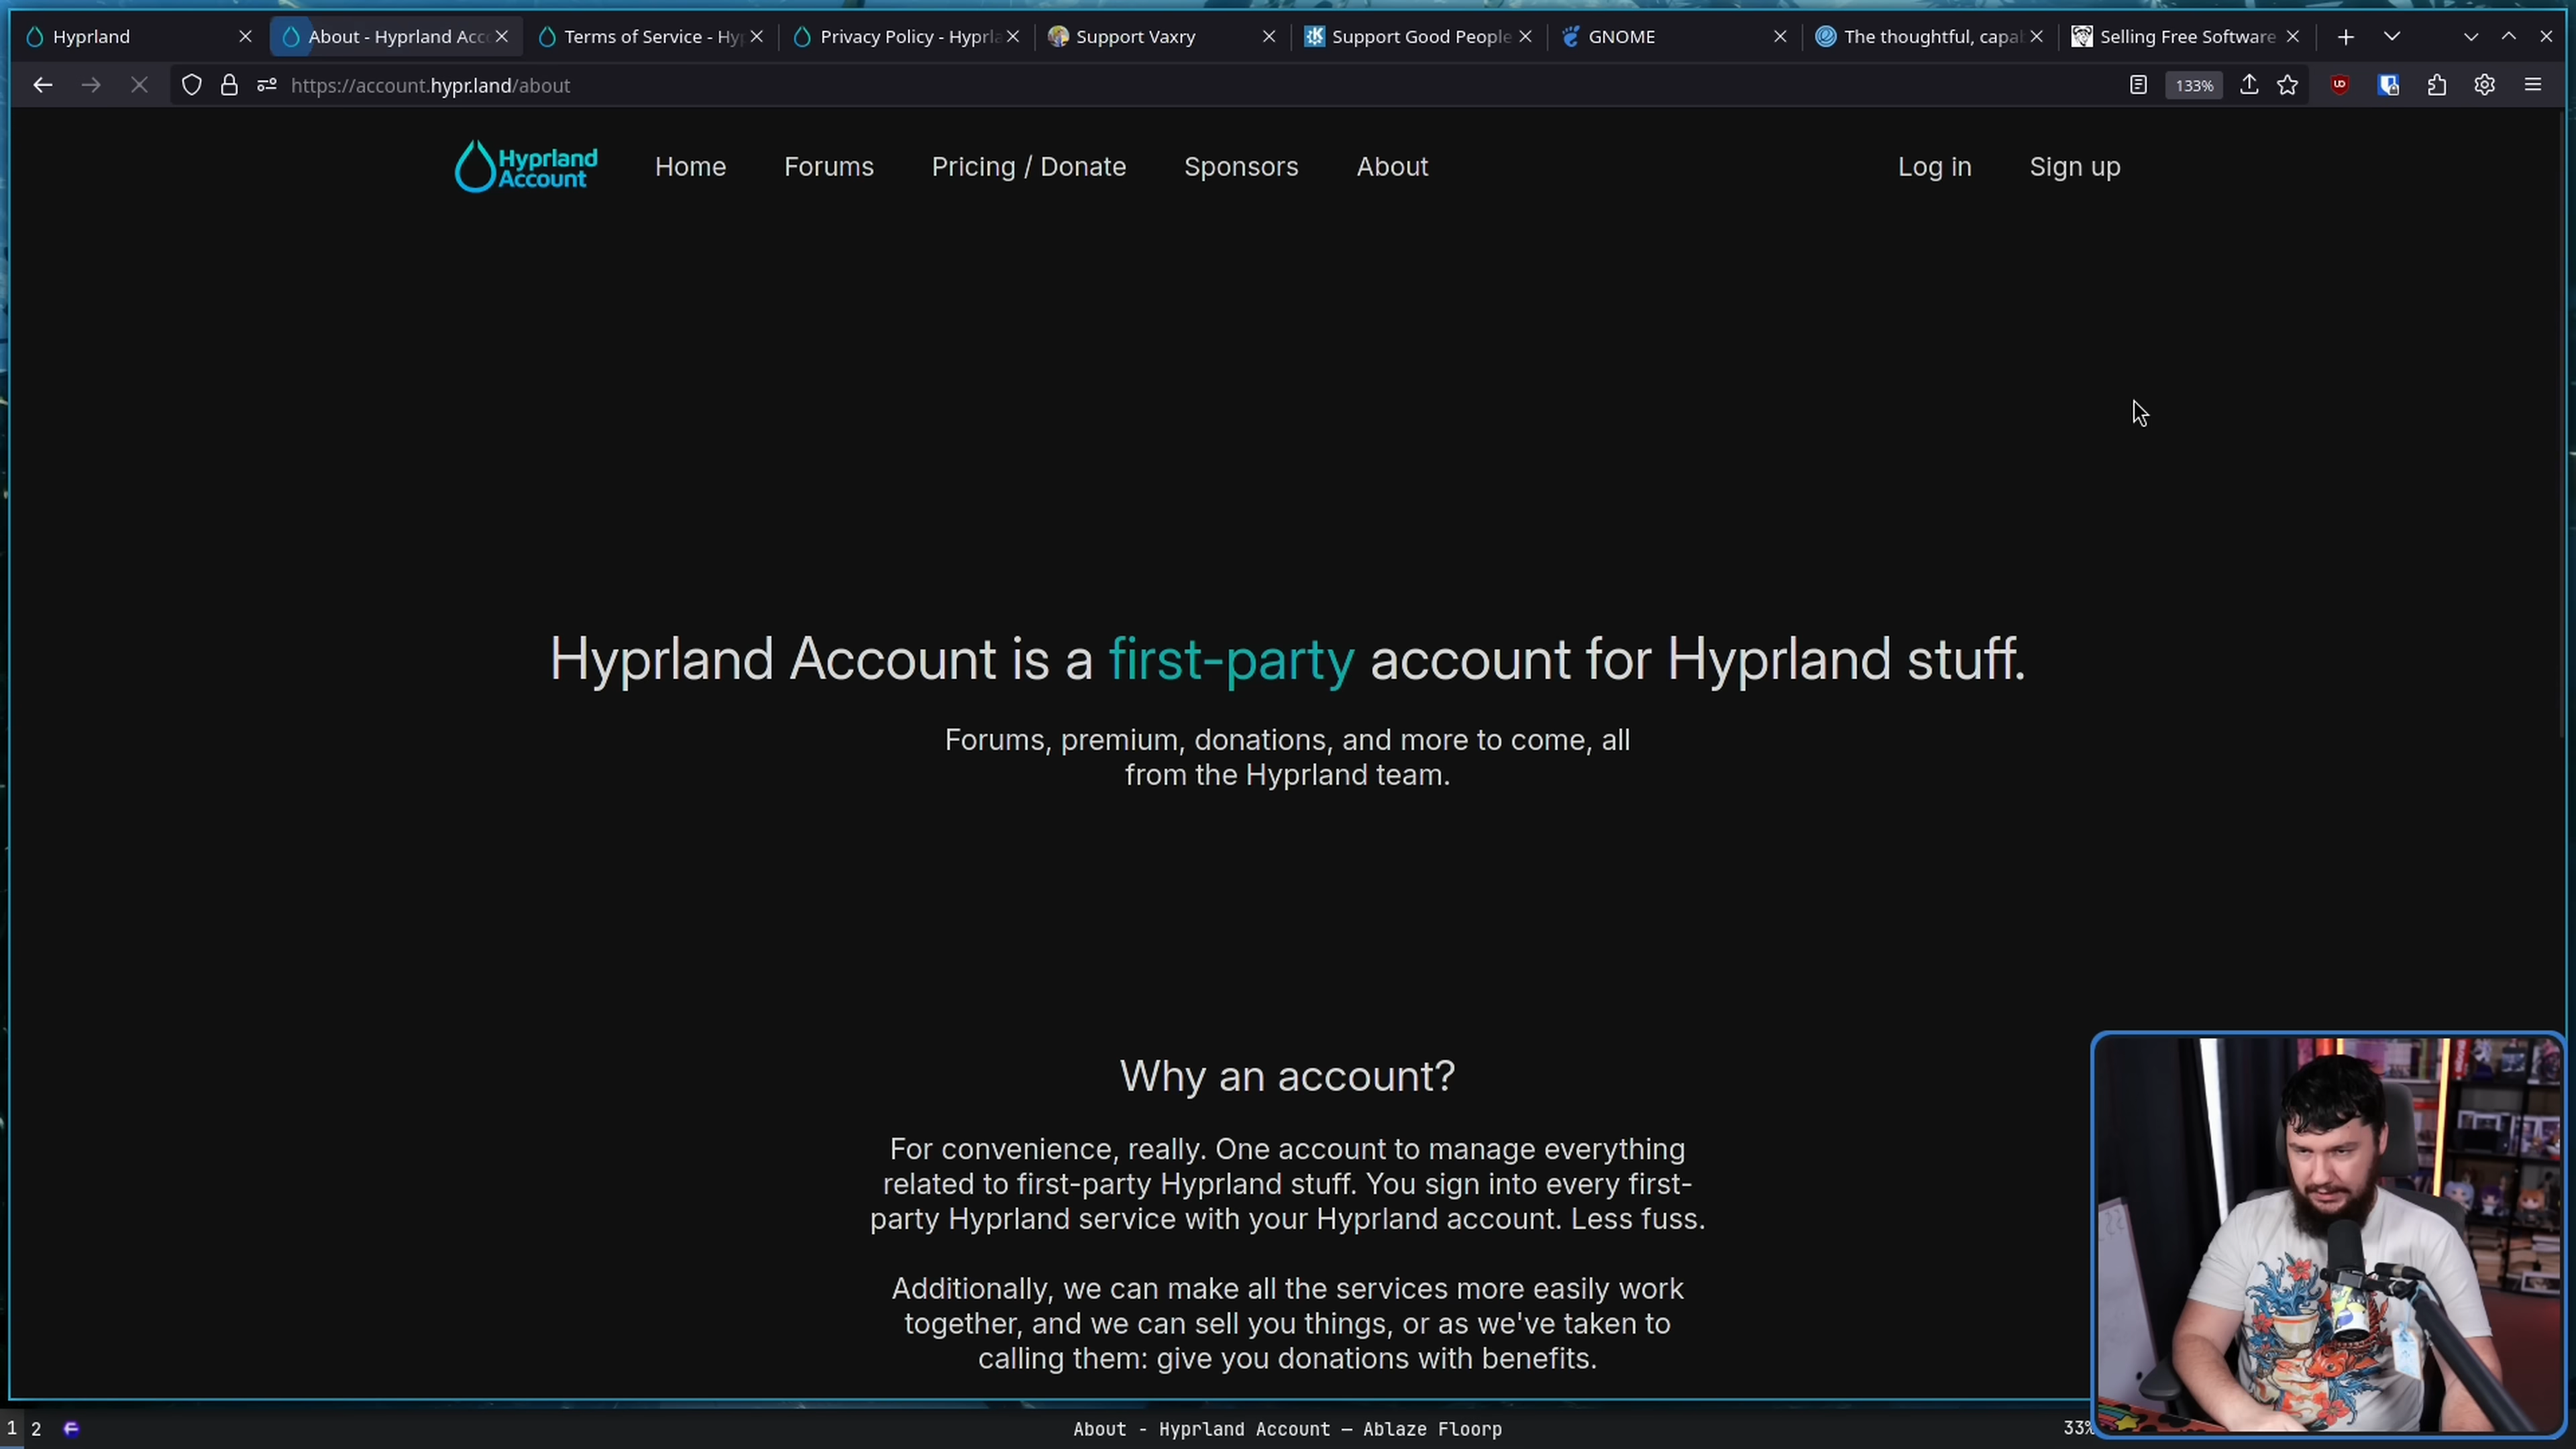 Hyprland
About - Hyprland Acc
Terms of Service - Hy
Privacy Policy - Hyprla
Support Vaxry
Support Good People
GNOME
The thoughtful, capa
Selling Free Software
https://account.hypr.land/about
133%
Hyprland
Account
Home
Forums
Pricing / Donate
Sponsors
About
Log in
Sign up
Hyprland Account is a first-party account for Hyprland stuff.
Forums, premium, donations, and more to come, all
from the Hyprland team.
Why an account?
For convenience, really. One account to manage everything
related to first-party Hyprland stuff. You sign into every first-
party Hyprland service with your Hyprland account. Less fuss.
Additionally, we can make all the services more easily work
together, and we can sell you things, or as we've taken to
calling them: give you donations with benefits.
1 2
About - Hyprland Account — Ablaze Floorp
33%